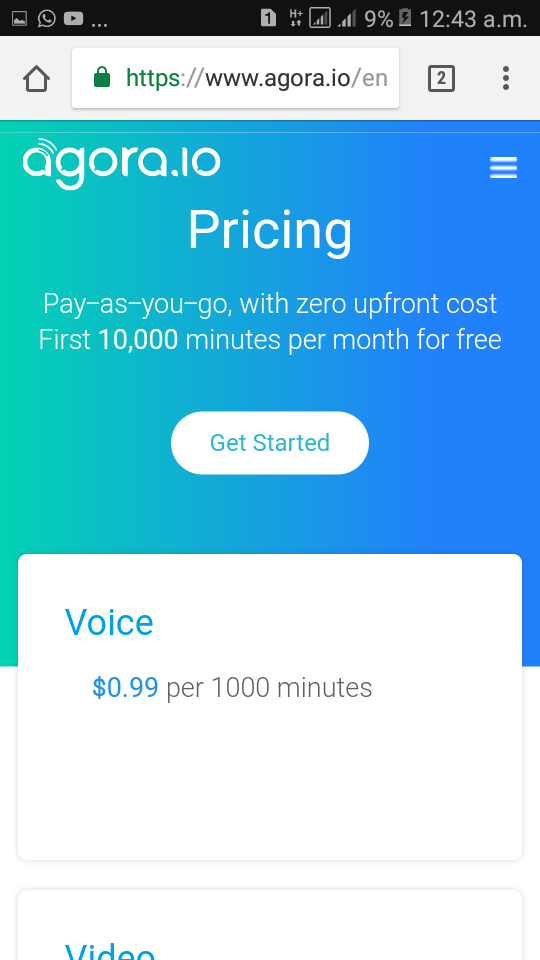 ... 1 H+ 9% 12:43 a.m.
https://www.agora.io/en
2
agora.io
Pricing
Pay-as-you-go, with zero upfront cost
First 10,000 minutes per month for free
Get Started
Voice
$0.99 per 1000 minutes
Video